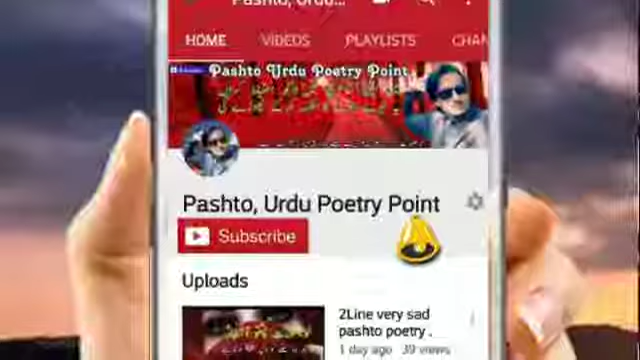 Pashto, Urdu...
HOME VIDEOS PLAYLISTS CHAN
Pashto Urdu Poetry Point
Pashto, Urdu Poetry Point
Subscribe
Uploads
2Line very sad
pashto poetry .
1 day ago 39 views